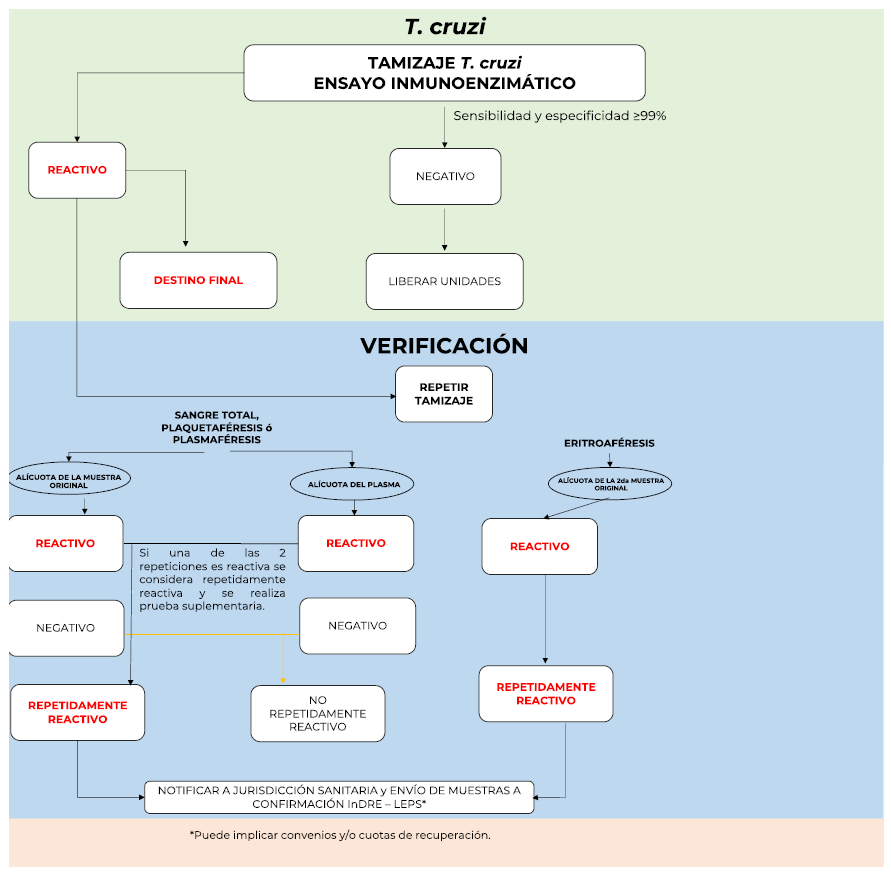 T. cruzi
TAMIZAJE T. cruzi
ENSAYO INMUNOENZIMÁTICO
Sensibilidad y especificidad ≥99%
REACTIVO
NEGATIVO
DESTINO FINAL
LIBERAR UNIDADES
VERIFICACIÓN
REPETIR
TAMIZAJE
SANGRE TOTAL,
PLAQUETAFÉRESIS ó
PLASMAFÉRESIS
ERITROAFÉRESIS
ALÍCUOTA DE LA MUESTRA
ORIGINAL
ALÍCUOTA DEL PLASMA
ALÍCUOTA DE LA 2da MUESTRA
ORIGINAL
REACTIVO
REACTIVO
REACTIVO
Si una de las 2
repeticiones es reactiva se
considera repetidamente
reactiva y se realiza
prueba suplementaria.
NEGATIVO
NEGATIVO
REPETIDAMENTE
REACTIVO
NO
REPETIDAMENTE
REACTIVO
REPETIDAMENTE
REACTIVO
NOTIFICAR A JURISDICCIÓN SANITARIA y ENVÍO DE MUESTRAS A
CONFIRMACIÓN InDRE – LEPS*
*Puede implicar convenios y/o cuotas de recuperación.